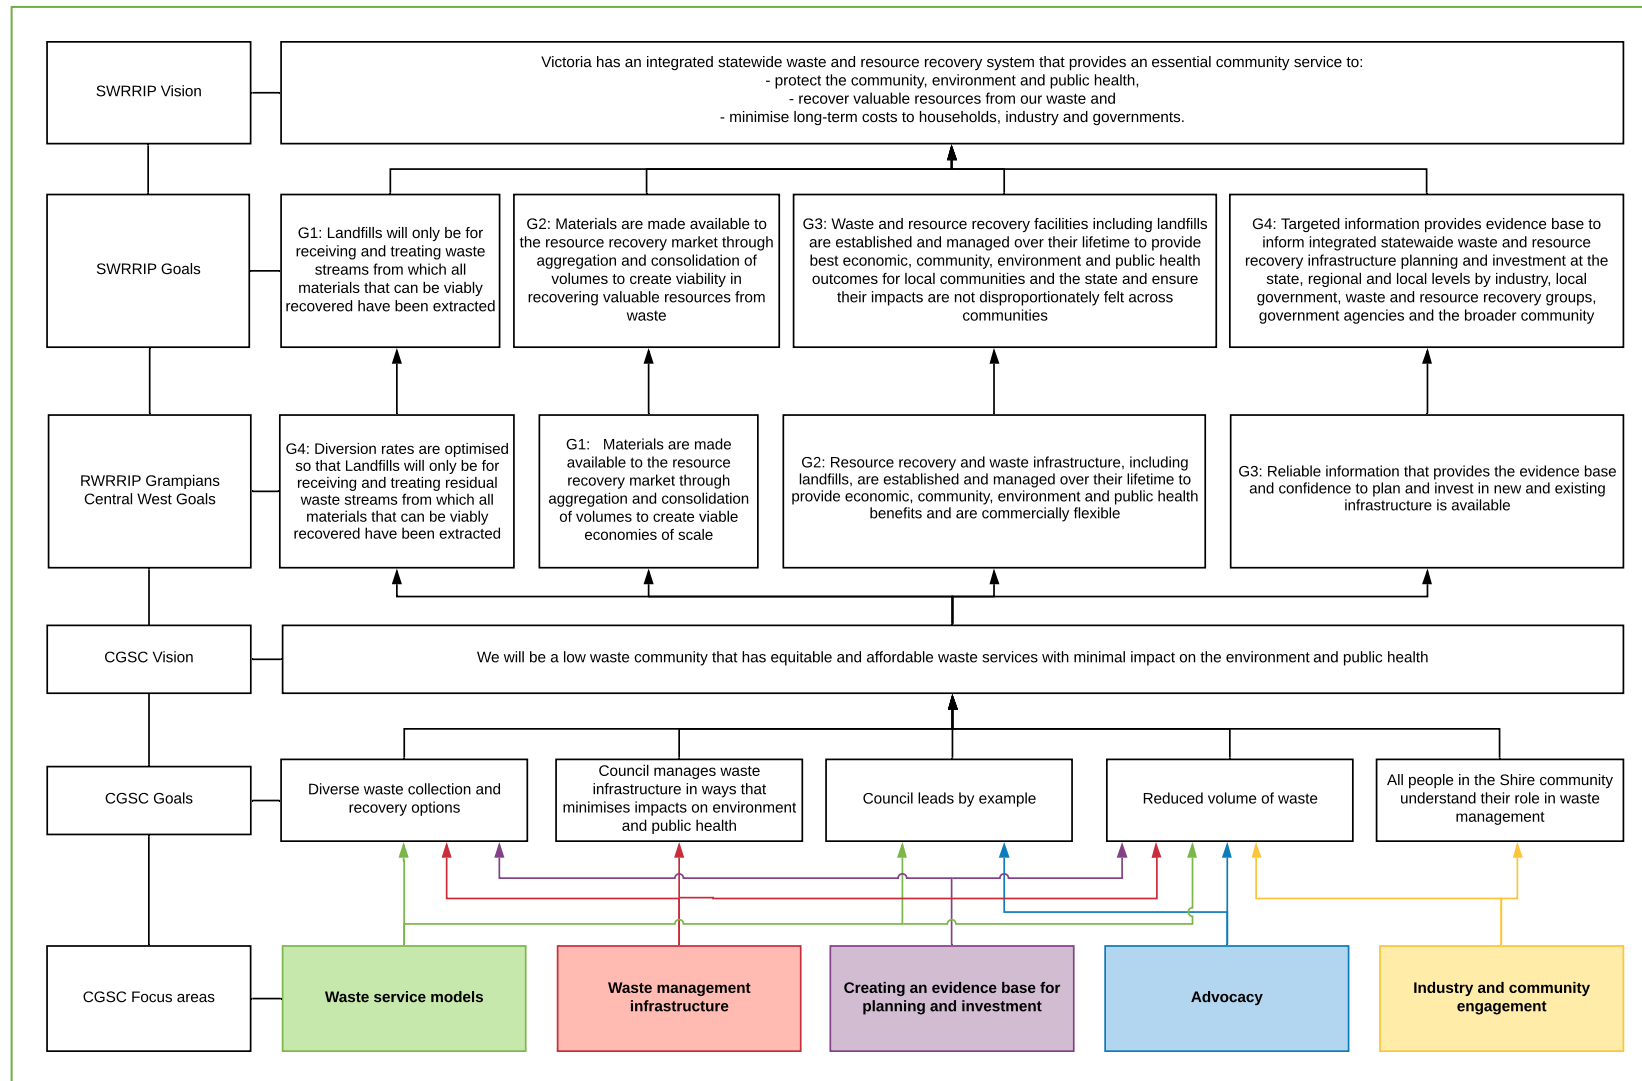 SWRRIP Vision
Victoria has an integrated statewide waste and resource recovery system that provides an essential community service to:
- protect the community, environment and public health,
- recover valuable resources from our waste and
- minimise long-term costs to households, industry and governments.
SWRRIP Goals
G1: Landfills will only be for
receiving and treating waste
streams from which all
materials that can be viably
recovered have been extracted
G2: Materials are made available to
the resource recovery market through
aggregation and consolidation of
volumes to create viability in
recovering valuable resources from
waste
G3: Waste and resource recovery facilities including landfills
are established and managed over their lifetime to provide
best economic, community, environment and public health
outcomes for local communities and the state and ensure
their impacts are not disproportionately felt across
communities
G4: Targeted information provides evidence base to
inform integrated statewaide waste and resource
recovery infrastructure planning and investment at the
state, regional and local levels by industry, local
government, waste and resource recovery groups,
government agencies and the broader community
RWRRIP Grampians
Central West Goals
G4: Diversion rates are optimised
so that Landfills will only be for
receiving and treating residual
waste streams from which all
materials that can be viably
recovered have been extracted
G1: Materials are made
available to the resource
recovery market through
aggregation and consolidation
of volumes to create viable
economies of scale
G2: Resource recovery and waste infrastructure, including
landfills, are established and managed over their lifetime to
provide economic, community, environment and public health
benefits and are commercially flexible
G3: Reliable information that provides the evidence base
and confidence to plan and invest in new and existing
infrastructure is available
CGSC Vision
We will be a low waste community that has equitable and affordable waste services with minimal impact on the environment and public health
CGSC Goals
Diverse waste collection and
recovery options
Council manages waste
infrastructure in ways that
minimises impacts on environment
and public health
Council leads by example
Reduced volume of waste
All people in the Shire community
understand their role in waste
management
CGSC Focus areas
Waste service models
Waste management
infrastructure
Creating an evidence base for
planning and investment
Advocacy
Industry and community
engagement